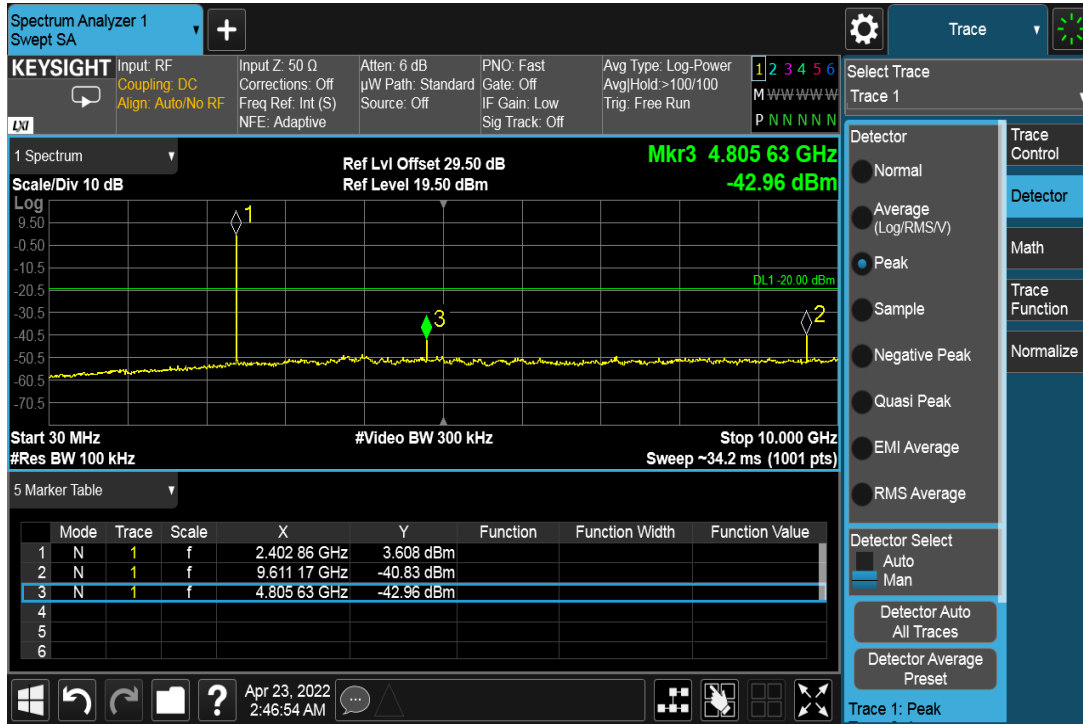 Spectrum Analyzer 1
Swept SA
+
Trace
KEYSIGHT
LXI
Input: RF
Coupling: DC
Align: Auto/No RF
Input Z: 50 Ω
Corrections: Off
Freq Ref: Int (S)
NFE: Adaptive
Atten: 6 dB
µW Path: Standard
Source: Off
PNO: Fast
Gate: Off
IF Gain: Low
Sig Track: Off
Avg Type: Log-Power
Avg|Hold:>100/100
Trig: Free Run
1 2 3 4 5 6
M W W W W W
P N N N N N
Select Trace
Trace 1
1 Spectrum
Scale/Div 10 dB
Ref Lvl Offset 29.50 dB
Ref Level 19.50 dBm
Mkr3 4.805 63 GHz
-42.96 dBm
Log
9.50
-0.50
-10.5
-20.5
-30.5
-40.5
-50.5
-60.5
-70.5
1
3
2
DL1 -20.00 dBm
Start 30 MHz
#Res BW 100 kHz
#Video BW 300 kHz
Stop 10.000 GHz
Sweep ~34.2 ms (1001 pts)
5 Marker Table
Mode Trace Scale X Y Function Function Width Function Value
1 N 1 f 2.402 86 GHz 3.608 dBm
2 N 1 f 9.611 17 GHz -40.83 dBm
3 N 1 f 4.805 63 GHz -42.96 dBm
4
5
6
Detector
Normal
Average
(Log/RMS/V)
Peak
Sample
Negative Peak
Quasi Peak
EMI Average
RMS Average
Detector Select
Auto
Man
Detector Auto
All Traces
Detector Average
Preset
Trace 1: Peak
Trace
Control
Detector
Math
Trace
Function
Normalize
?
Apr 23, 2022
2:46:54 AM